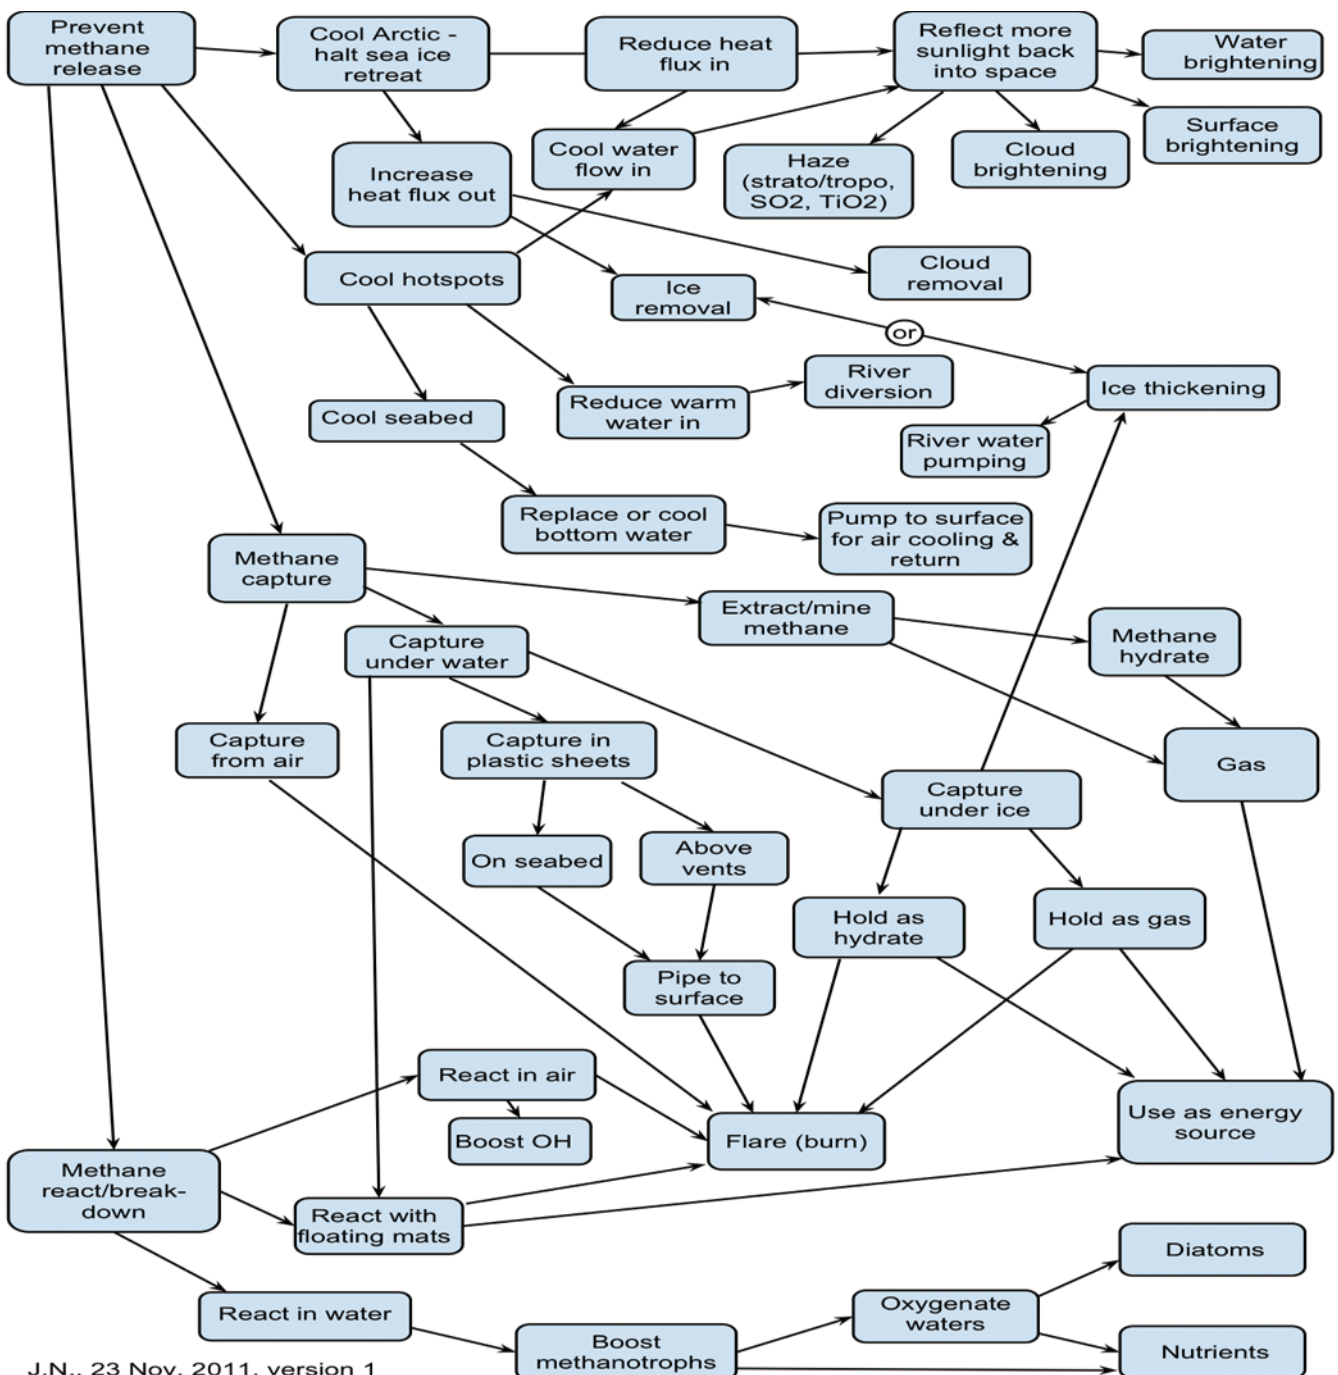 Prevent
methane
release
Cool Arctic -
halt sea ice
retreat
Reduce heat
flux in
Reflect more
sunlight back
into space
Water
brightening
Surface
brightening
Cloud
brightening
Haze
(strato/tropo,
SO2, TiO2)
Cool water
flow in
Increase
heat flux out
Cloud
removal
Cool hotspots
Ice
removal
or
Ice thickening
River
diversion
Reduce warm
water in
Cool seabed
River water
pumping
Replace or cool
bottom water
Pump to surface
for air cooling &
return
Methane
capture
Extract/mine
methane
Methane
hydrate
Capture
under water
Capture
from air
Capture in
plastic sheets
Gas
Capture
under ice
On seabed
Above
vents
Hold as
hydrate
Hold as gas
Pipe to
surface
React in air
Boost OH
Flare (burn)
Use as energy
source
Methane
react/break-
down
React with
floating mats
Diatoms
React in water
Oxygenate
waters
Boost
methanotrophs
Nutrients
J.N., 23 Nov, 2011, version 1